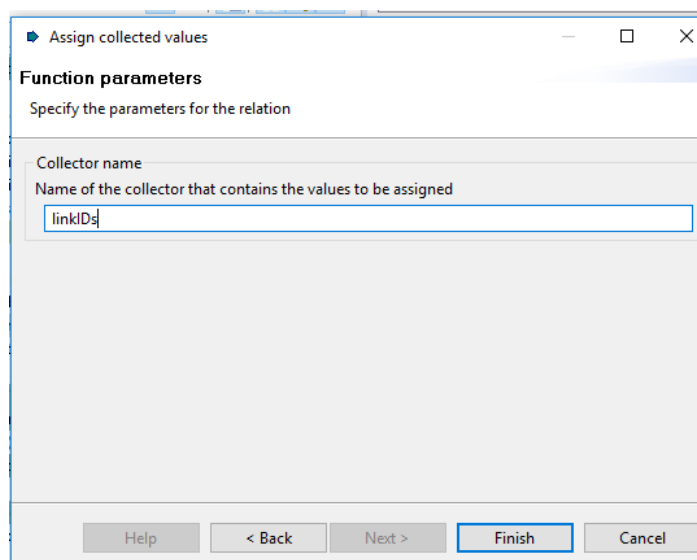 Assign collected values
Function parameters
Specify the parameters for the relation
Collector name
Name of the collector that contains the values to be assigned
linkIDs
Help
< Back
Next >
Finish
Cancel